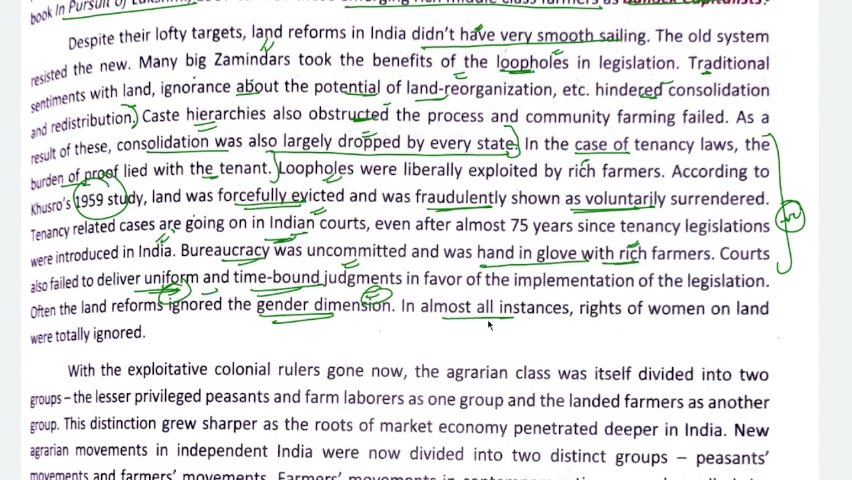 book In Pursuit of
Despite their lofty targets, land reforms in India didn't have very smooth sailing. The old system
resisted the new. Many big Zamindars took the benefits of the loopholes in legislation. Traditional
sentiments with land, ignorance about the potential of land-reorganization, etc. hindered consolidation
and redistribution. Caste hierarchies also obstructed the process and community farming failed. As a
result of these, consolidation was also largely dropped by every state. In the case of tenancy laws, the
burden of proof lied with the tenant. Loopholes were liberally exploited by rich farmers. According to
Khusro's 1959 study, land was forcefully evicted and was fraudulently shown as voluntarily surrendered.
Tenancy related cases are going on in Indian courts, even after almost 75 years since tenancy legislations
were introduced in India. Bureaucracy was uncommitted and was hand in glove with rich farmers. Courts
also failed to deliver uniform and time-bound judgments in favor of the implementation of the legislation.
Often the land reforms ignored the gender dimension. In almost all instances, rights of women on land
were totally ignored.
With the exploitative colonial rulers gone now, the agrarian class was itself divided into two
groups – the lesser privileged peasants and farm laborers as one group and the landed farmers as another
group. This distinction grew sharper as the roots of market economy penetrated deeper in India. New
agrarian movements in independent India were now divided into two distinct groups – peasants'
movements and farmers' movements. Farmers'